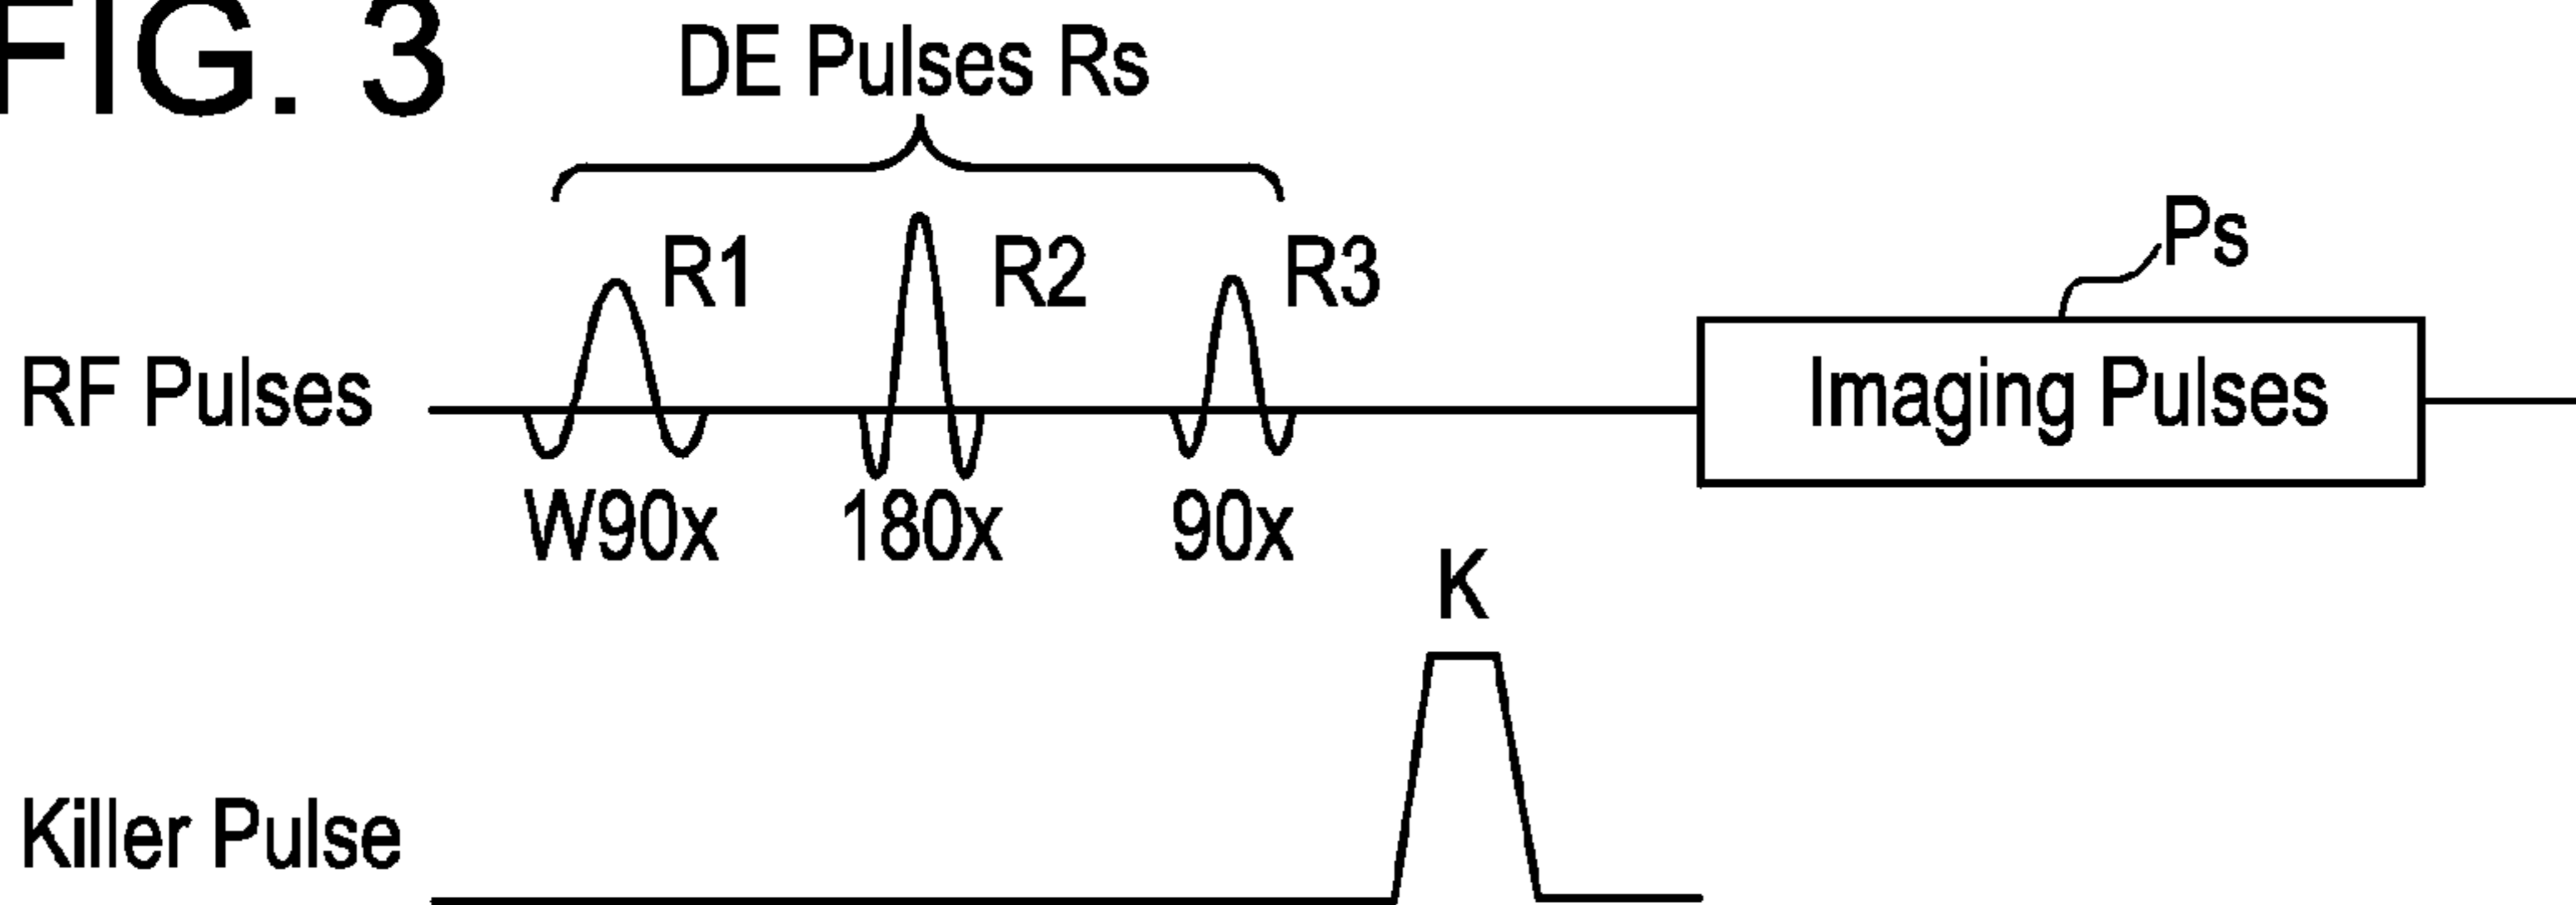 FIG. 3
DE Pulses Rs
R1
R2
R3
Ps
RF Pulses
Imaging Pulses
W90x
180x
90x
K
Killer Pulse